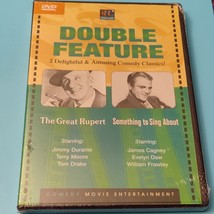 DVD
DOUBLE
FEATURE
2 Delightful & Amusing Comedy Classics!
The Great Rupert
Something to Sing About
Starring:
Jimmy Durante
Terry Moore
Tom Drake
Starring:
James Cagney
Evelyn Daw
William Frawley
COMEDY MOVIE ENTERTAINMENT